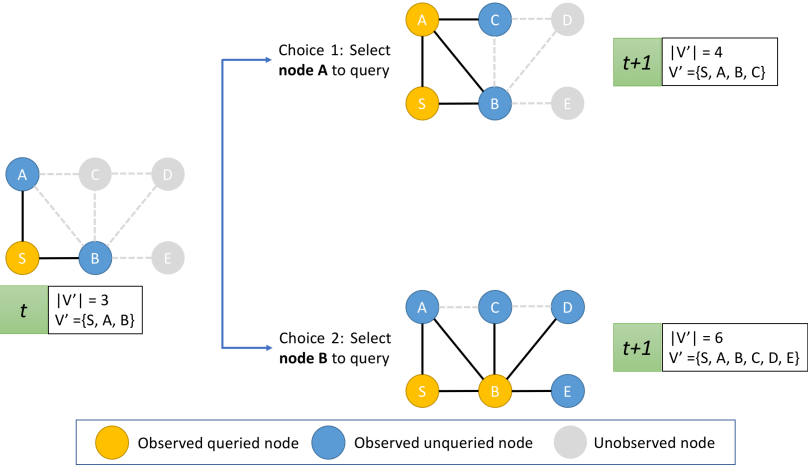 A
C
D
S
B
E
t
|V’| = 3
V’ ={S, A, B}
Choice 1: Select
node A to query
A
C
D
S
B
E
t+1
|V’| = 4
V’ ={S, A, B, C}
Choice 2: Select
node B to query
A
C
D
S
B
E
t+1
|V’| = 6
V’ ={S, A, B, C, D, E}
Observed queried node
Observed unqueried node
Unobserved node